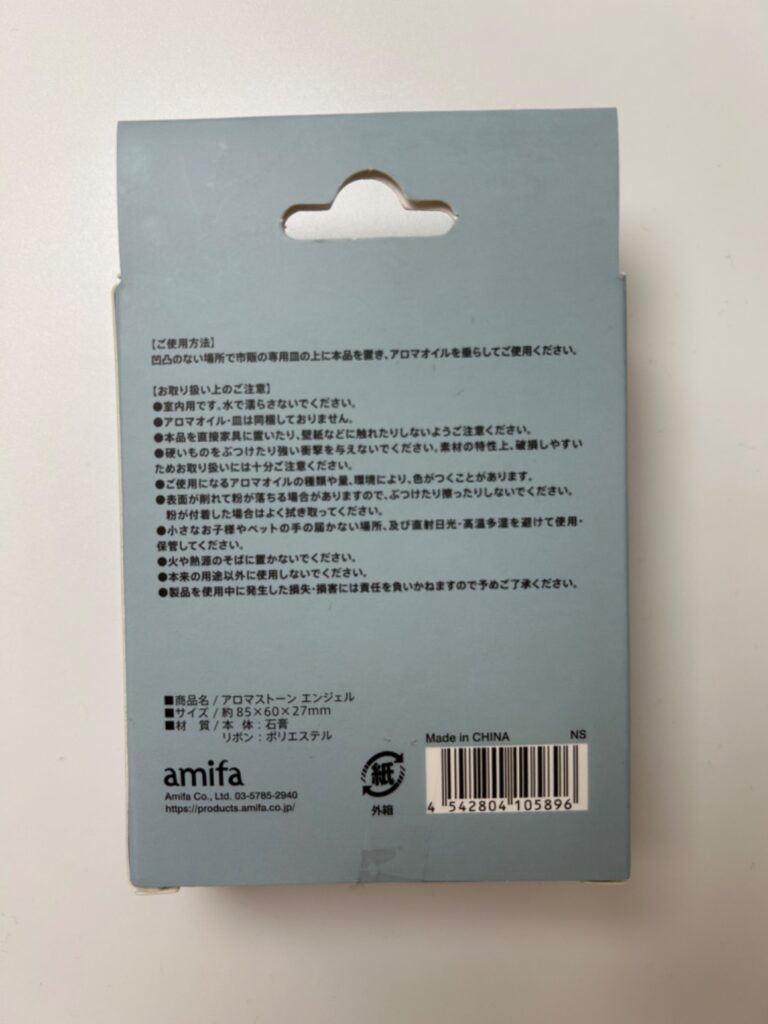 【ご使用方法】
凹凸のない場所で市販の専用皿の上に本品を置き、アロマオイルを垂らしてご使用ください。
【お取り扱い上のご注意】
●室内用です。水で濡らさないでください。
●アロマオイル・皿は同梱しておりません。
●本品を直接家具に置いたり、壁紙などに触れたりしないようご注意ください。
●硬いものをぶつけたり強い衝撃を与えないでください。素材の特性上、破損しやすい
ためお取り扱いには十分ご注意ください。
●ご使用になるアロマオイルの種類や量、環境により、色がつくことがあります。
●表面が削れて粉が落ちる場合がありますので、ぶつけたり擦ったりしないでください。
粉が付着した場合はよく拭き取ってください。
●小さなお子様やペットの手の届かない場所、及び直射日光・高温多湿を避けて使用・
保管してください。
●火や熱源のそばに置かないでください。
●本来の用途以外に使用しないでください。
●製品を使用中に発生した損失・損害には責任を負いかねますので予めご了承ください。
■商品名 / アロマストーン エンジェル
■サイズ / 約 85×60×27mm
■材 質 / 本 体 : 石膏
リボン : ポリエステル
amifa
Amifa Co., Ltd. 03-5785-2940
https://products.amifa.co.jp/
紙
外箱
Made in CHINA NS
4 542804 105896